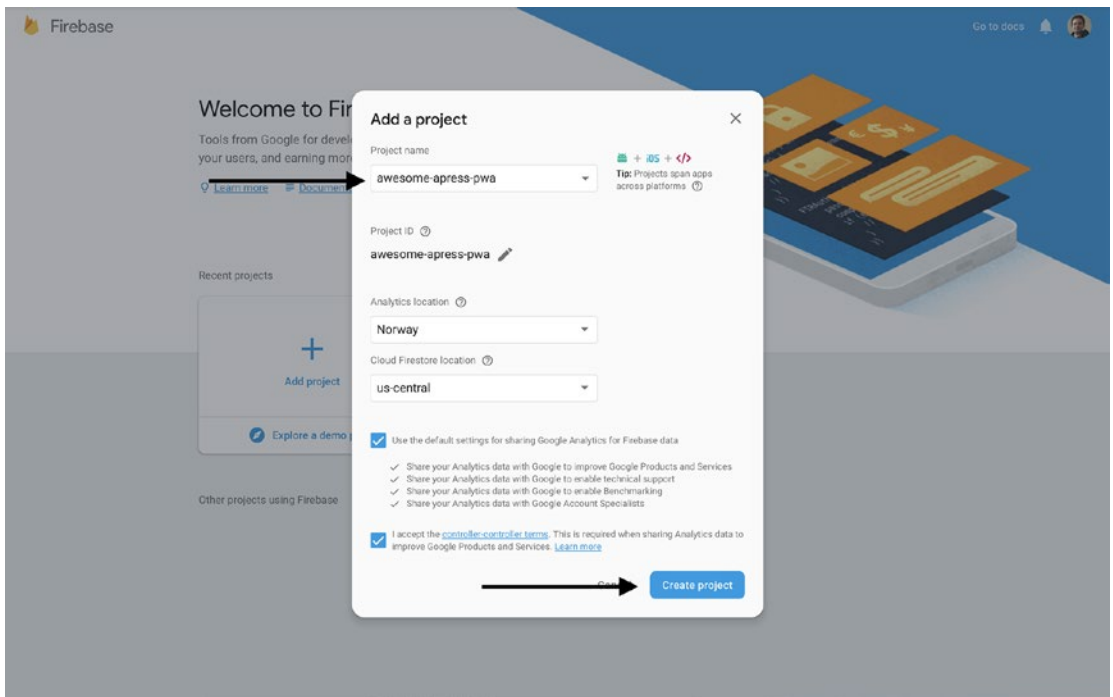 Firebase
Go to docs
Welcome to Fir
Tools from Google for devel
your users, and earning mor
Learn more
Documen
Recent projects
Add project
Explore a demo p
Other projects using Firebase
Add a project
Project name
awesome-apress-pwa
+ iOS + </>
Tip: Projects span apps
across platforms
Project ID
awesome-apress-pwa
Analytics location
Norway
Cloud Firestore location
us-central
Use the default settings for sharing Google Analytics for Firebase data
Share your Analytics data with Google to improve Google Products and Services
Share your Analytics data with Google to enable technical support
Share your Analytics data with Google to enable Benchmarking
Share your Analytics data with Google Account Specialists
I accept the controller-controller terms. This is required when sharing Analytics data to
improve Google Products and Services. Learn more
Create project